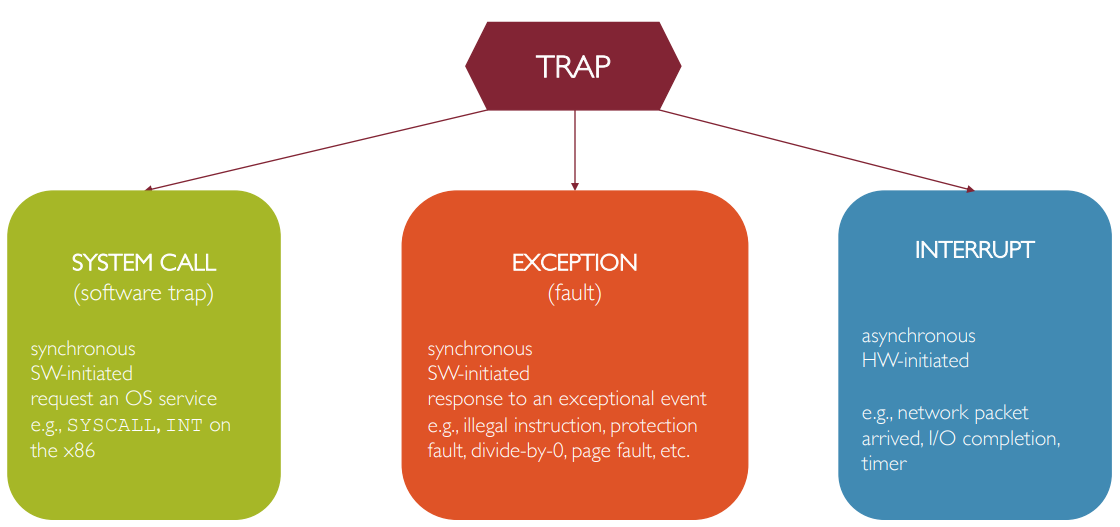 TRAP
SYSTEM CALL
(software trap)
synchronous
SW-initiated
request an OS service
e.g., SYSCALL, INT on
the x86
EXCEPTION
(fault)
synchronous
SW-initiated
response to an exceptional event
e.g., illegal instruction, protection
fault, divide-by-0, page fault, etc.
INTERRUPT
asynchronous
HW-initiated
e.g., network packet
arrived, I/O completion,
timer